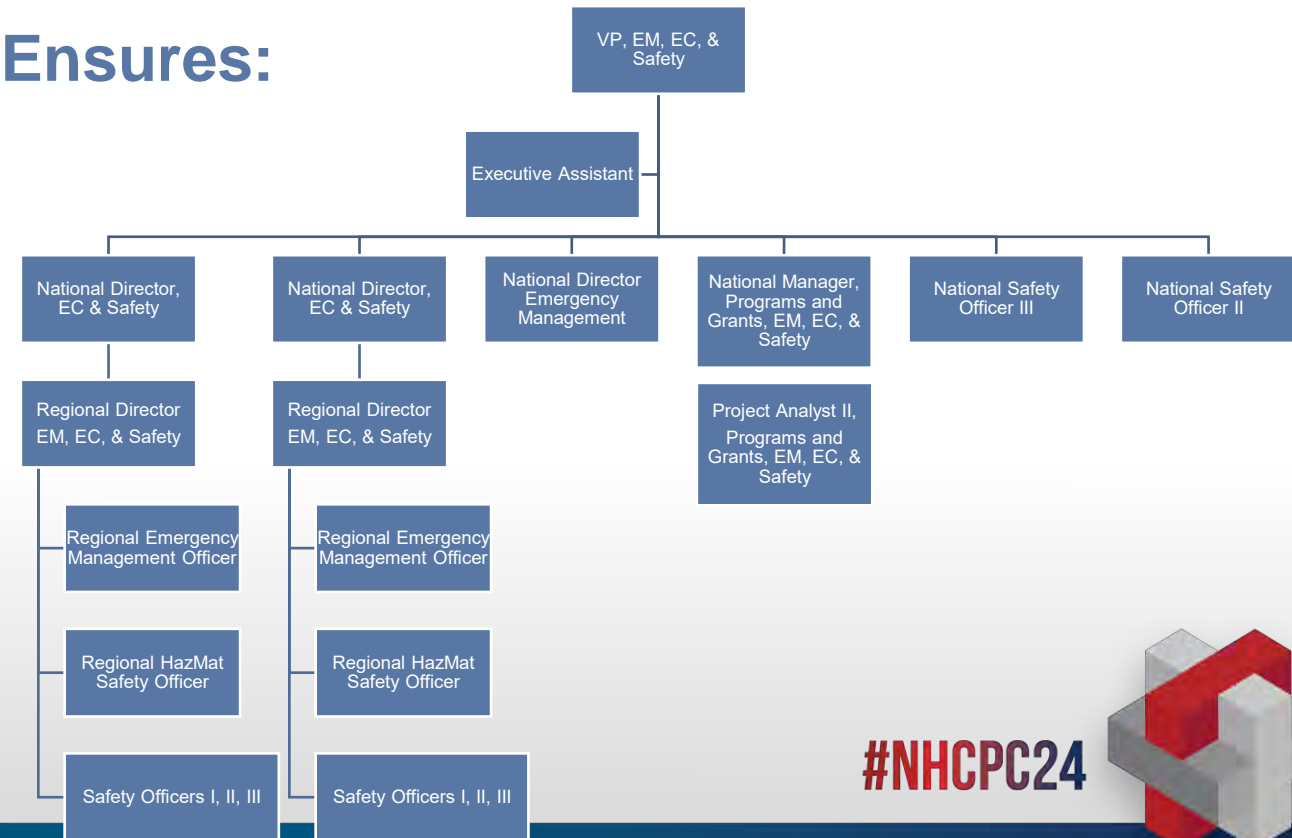 Ensures:
VP, EM, EC, &
Safety
Executive Assistant
National Director,
EC & Safety
National Director,
EC & Safety
National Director
Emergency
Management
National Manager,
Programs and
Grants, EM, EC, &
Safety
National Safety
Officer III
National Safety
Officer II
Regional Director
EM, EC, & Safety
Regional Director
EM, EC, & Safety
Project Analyst II,
Programs and
Grants, EM, EC, &
Safety
Regional Emergency
Management Officer
Regional Emergency
Management Officer
Regional HazMat
Safety Officer
Regional HazMat
Safety Officer
Safety Officers I, II, III
Safety Officers I, II, III
#NHCPC24